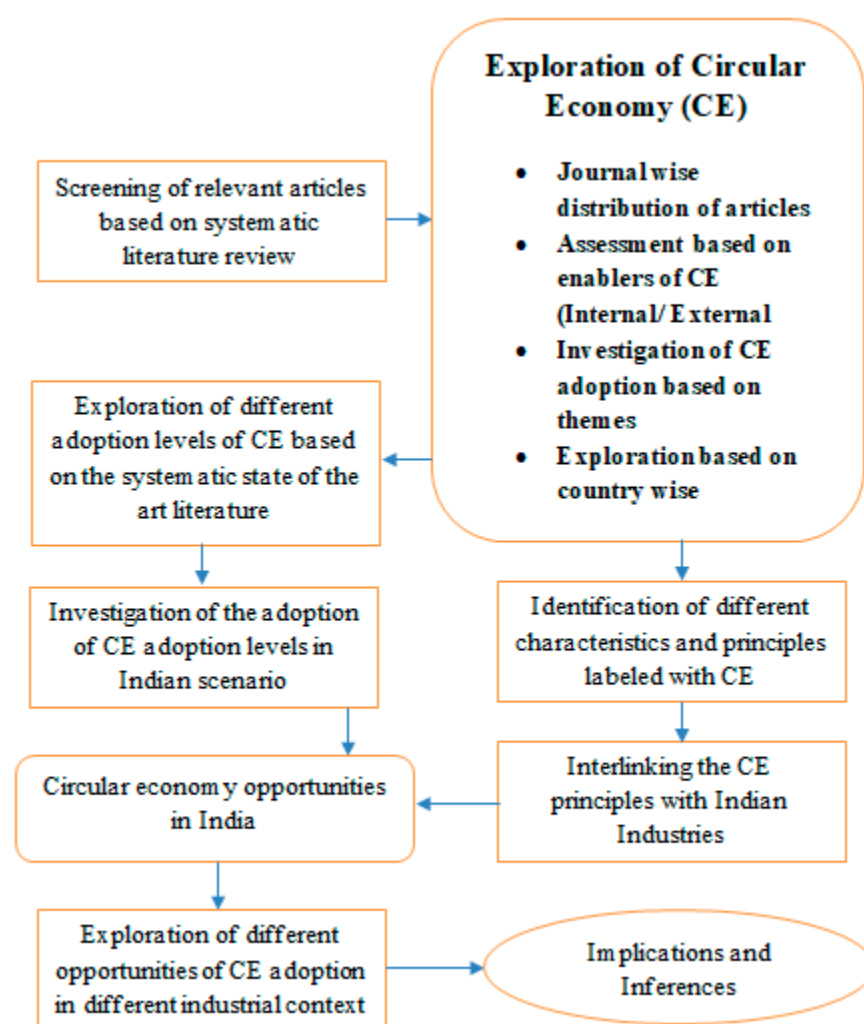 Exploration of Circular
Economy (CE)
• Journal wise
distribution of articles
• Assessment based on
enablers of CE
(Internal/ External
• Investigation of CE
adoption based on
themes
• Exploration based on
country wise
Screening of relevant articles
based on systematic
literature review
Exploration of different
adoption levels of CE based
on the systematic state of the
art literature
Investigation of the adoption
of CE adoption levels in
Indian scenario
Identification of different
characteristics and principles
labeled with CE
Interlinking the CE
principles with Indian
Industries
Circular economy opportunities
in India
Exploration of different
opportunities of CE adoption
in different industrial context
Implications and
Inferences